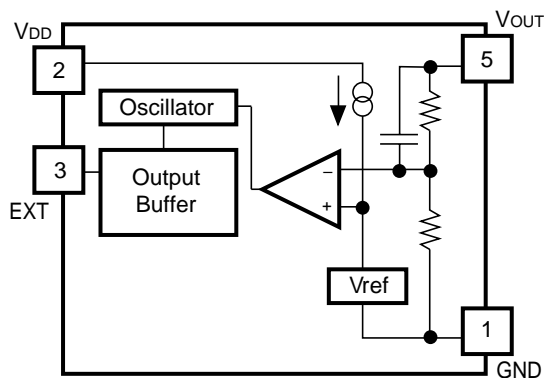 VDD
VOUT
2
5
Oscillator
3
Output
Buffer
−
+
EXT
Vref
1
GND